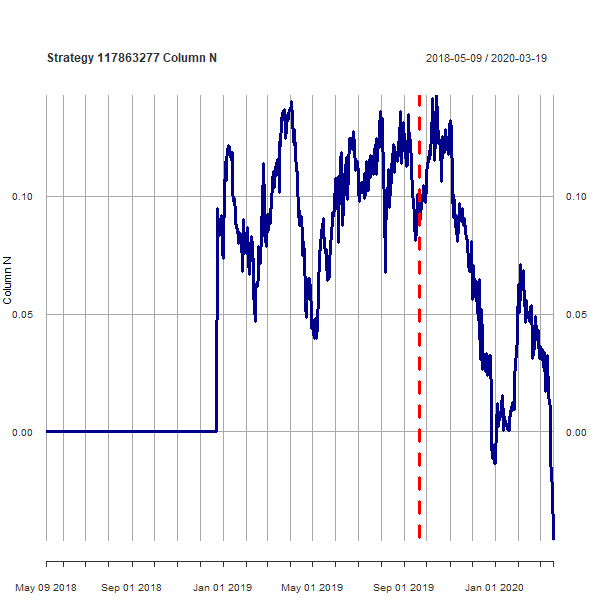 Strategy 117863277 Column N
2018-05-09 / 2020-03-19
0.10
0.10
Column N
0.05
0.05
0.00
0.00
May 09 2018
Sep 01 2018
Jan 01 2019
May 01 2019
Sep 01 2019
Jan 01 2020